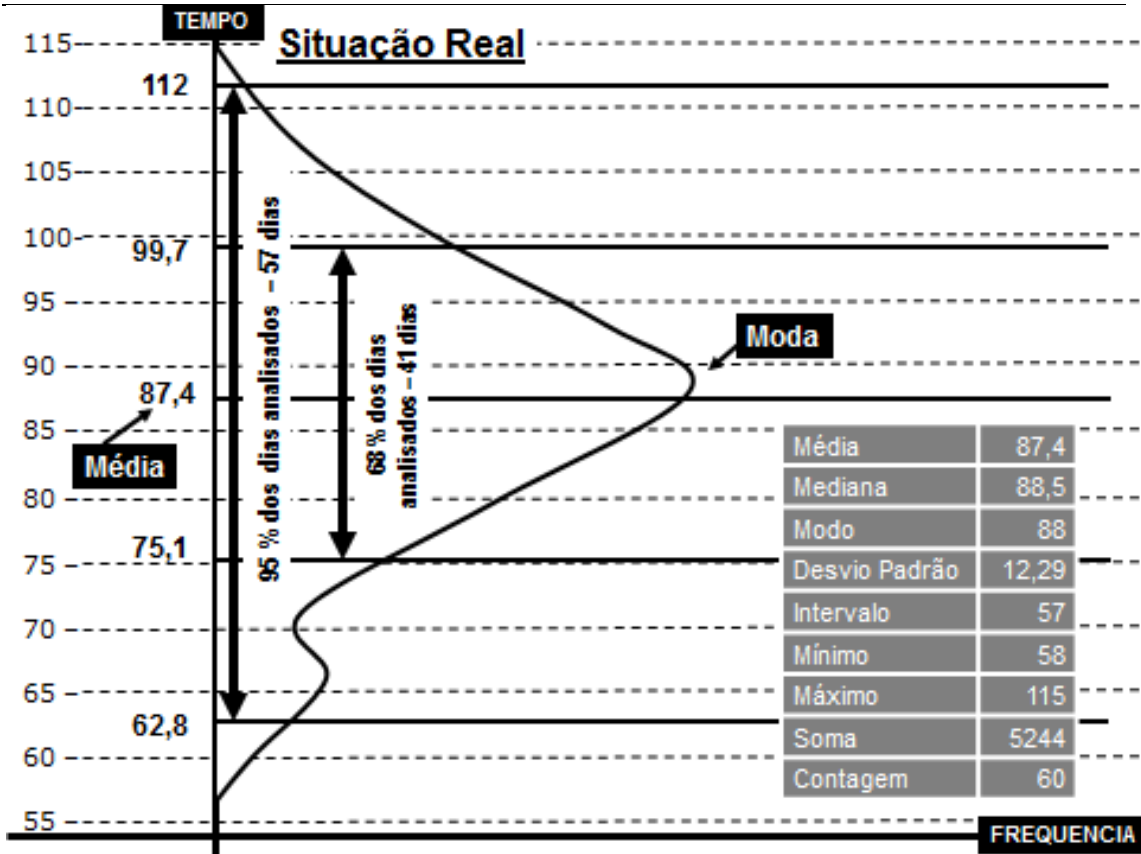 TEMPO
Situação Real
115
112
110
105
100
99,7
95
90
87,4
85
80
75,1
75
70
65
62,8
60
55
Média
95 % dos dias analisados – 57 dias
68 % dos dias
analisados – 41 dias
Moda
Média 87,4
Mediana 88,5
Modo 88
Desvio Padrão 12,29
Intervalo 57
Mínimo 58
Máximo 115
Soma 5244
Contagem 60
FREQUENCIA